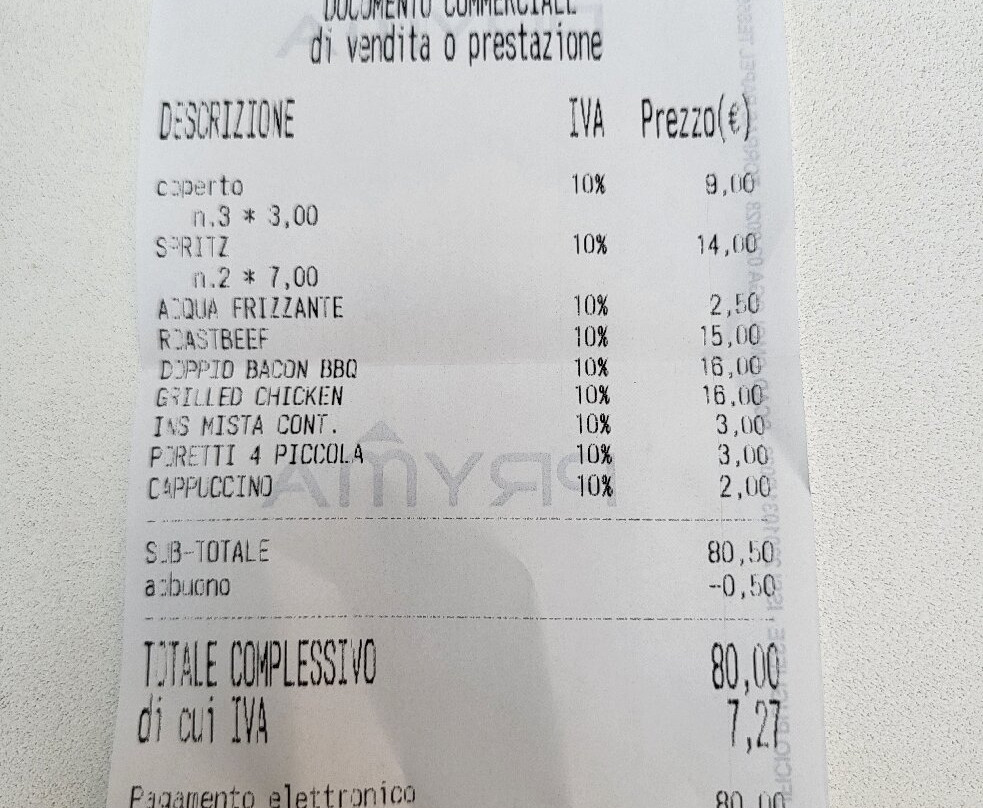 DOCUMENTO COMMERCIALE
di vendita o prestazione
DESCRIZIONE IVA Prezzo(€)
coperto 10% 9,00
n.3 * 3,00
SPRITZ 10% 14,00
n.2 * 7,00
ACQUA FRIZZANTE 10% 2,50
ROASTBEEF 10% 15,00
DOPPIO BACON BBQ 10% 16,00
GRILLED CHICKEN 10% 16,00
INS MISTA CONT. 10% 3,00
PORETTI 4 PICCOLA 10% 3,00
CAPPUCCINO 10% 2,00
SUB-TOTALE 80,50
abbuono -0,50
TOTALE COMPLESSIVO 80,00
di cui IVA 7,27
Pagamento elettronico 80,00